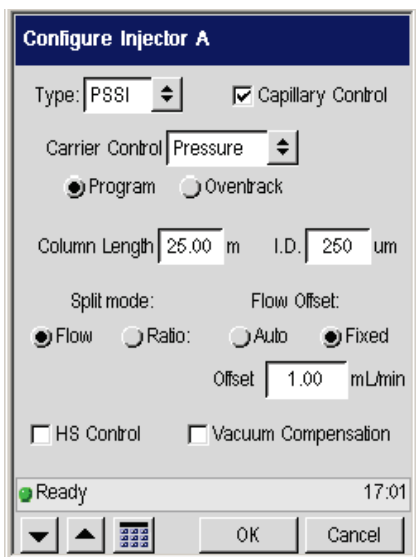 Configure Injector A
Type: PSSI Capillary Control
Carrier Control Pressure
Program Oventrack
Column Length 25.00 m I.D. 250 um
Split mode: Flow Offset:
Flow Ratio: Auto Fixed
Offset 1.00 mL/min
HS Control Vacuum Compensation
Ready 17:01
OK Cancel